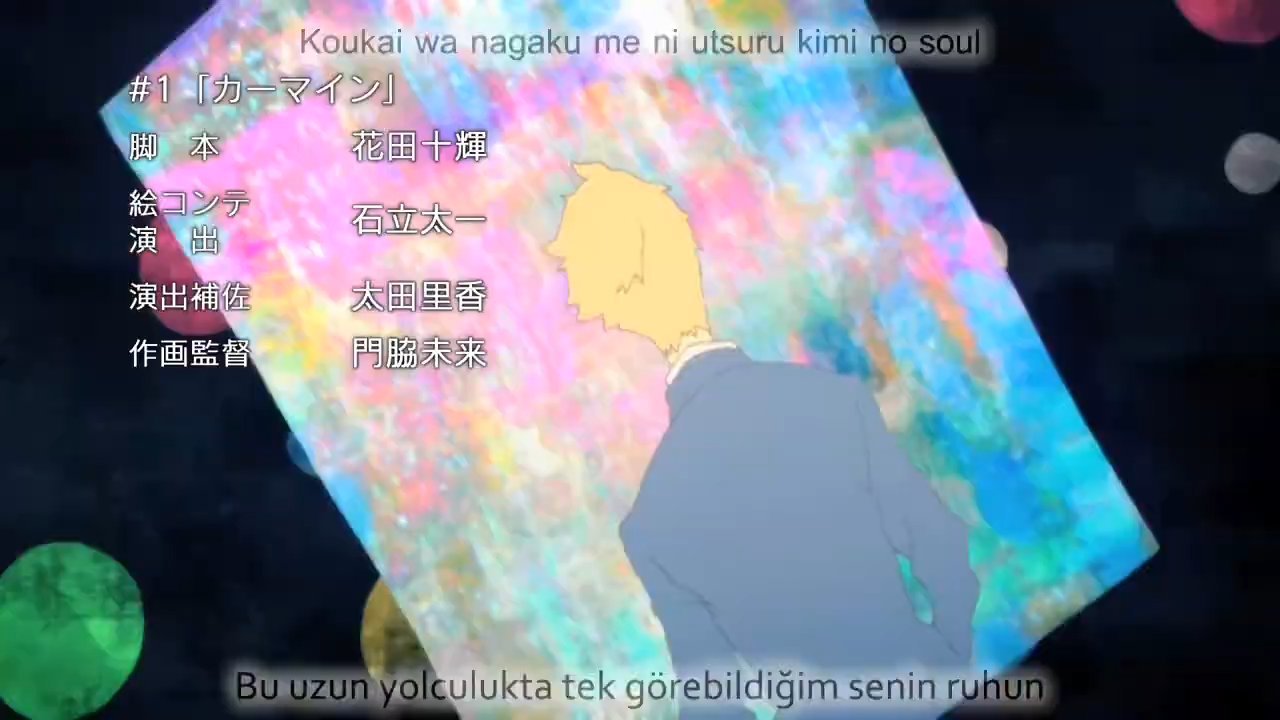 Koukai wa nagaku me ni utsuru kimi no soul
#1「カーマイン」
脚 本 花田十輝
絵コンテ
演 出 石立太一
演出補佐 太田里香
作画監督 門脇未来
Bu uzun yolculukta tek görebildiğim senin ruhun